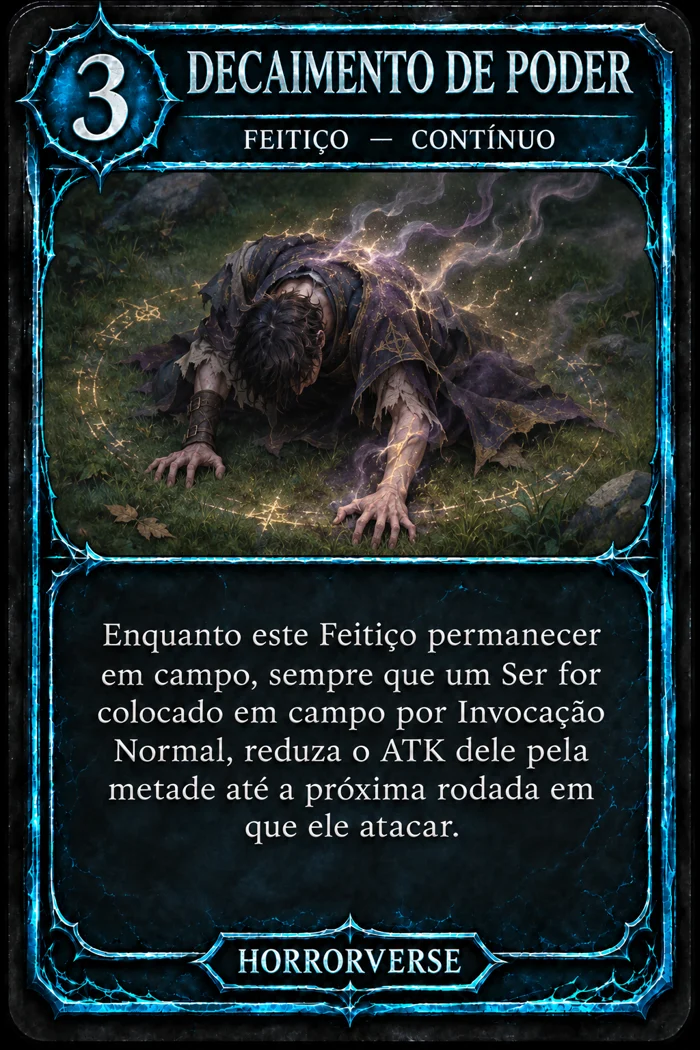 3
DECAIMENTO DE PODER
FEITIÇO — CONTÍNUO
Enquanto este Feitiço permanecer
em campo, sempre que um Ser for
colocado em campo por Invocação
Normal, reduza o ATK dele pela
metade até a próxima rodada em
que ele atacar.
HORRORVERSE